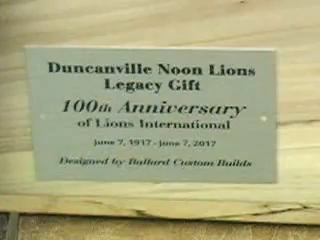 Duncanville Noon Lions
Legacy Gift
100th Anniversary
of Lions International
June 7, 1917 - June 7, 2017
Designed by Ballard Custom Builds